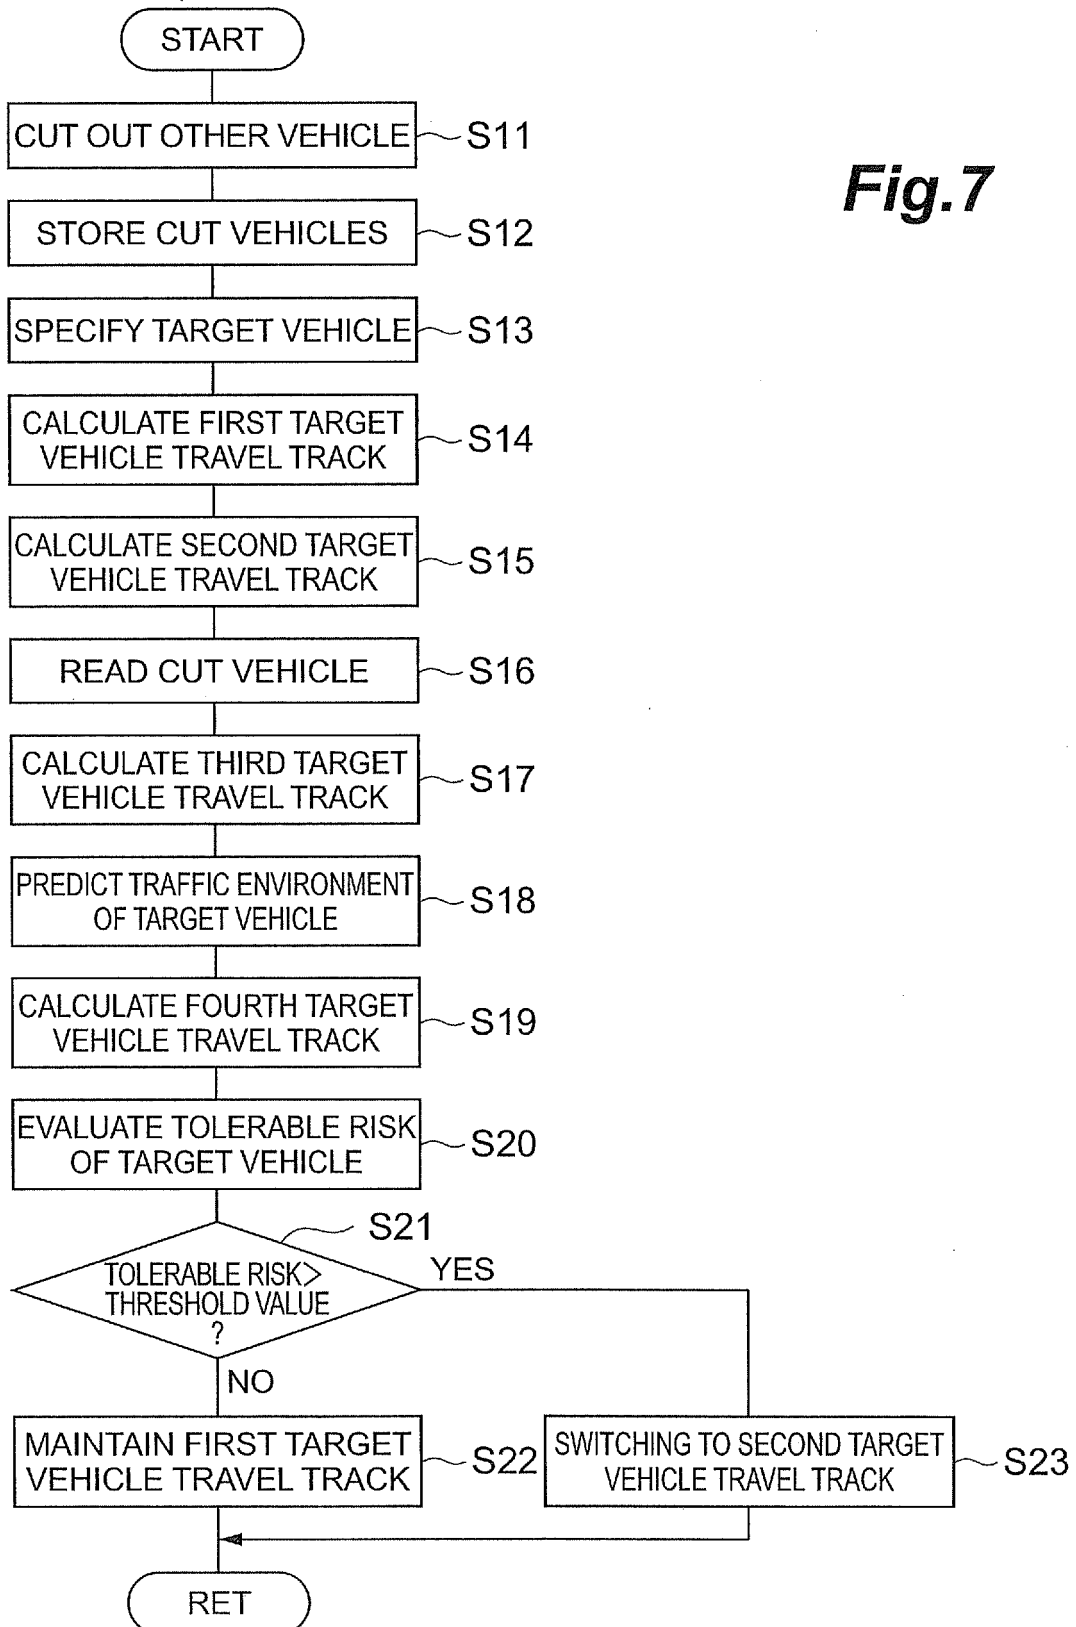 START
CUT OUT OTHER VEHICLE
S11
Fig.7
STORE CUT VEHICLES
S12
SPECIFY TARGET VEHICLE
S13
CALCULATE FIRST TARGET
VEHICLE TRAVEL TRACK
S14
CALCULATE SECOND TARGET
VEHICLE TRAVEL TRACK
S15
READ CUT VEHICLE
S16
CALCULATE THIRD TARGET
VEHICLE TRAVEL TRACK
S17
PREDICT TRAFFIC ENVIRONMENT
OF TARGET VEHICLE
S18
CALCULATE FOURTH TARGET
VEHICLE TRAVEL TRACK
S19
EVALUATE TOLERABLE RISK
OF TARGET VEHICLE
S20
S21
TOLERABLE RISK>
THRESHOLD VALUE
?
YES
NO
MAINTAIN FIRST TARGET
VEHICLE TRAVEL TRACK
S22
SWITCHING TO SECOND TARGET
VEHICLE TRAVEL TRACK
S23
RET